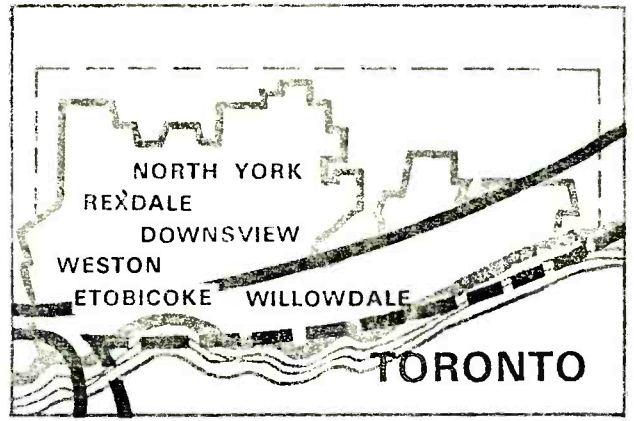 NORTH YORK
REXDALE
DOWNSVIEW
WESTON
ETOBICOKE WILLOWDALE
TORONTO